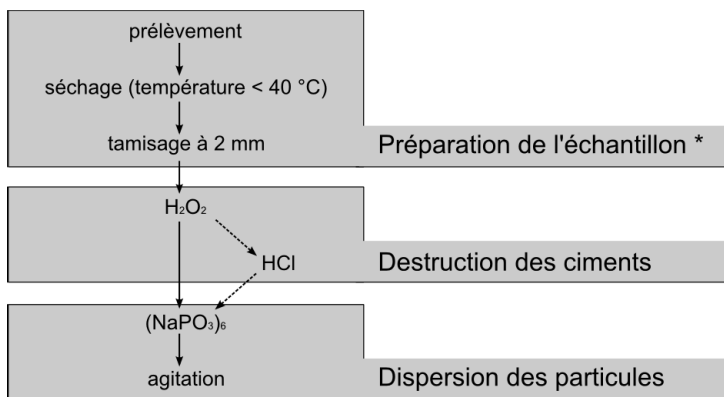 prélèvement
séchage (température < 40 °C)
tamisage à 2 mm
Préparation de l'échantillon *
H₂O₂
HCl
Destruction des ciments
(NaPO₃)₆
agitation
Dispersion des particules